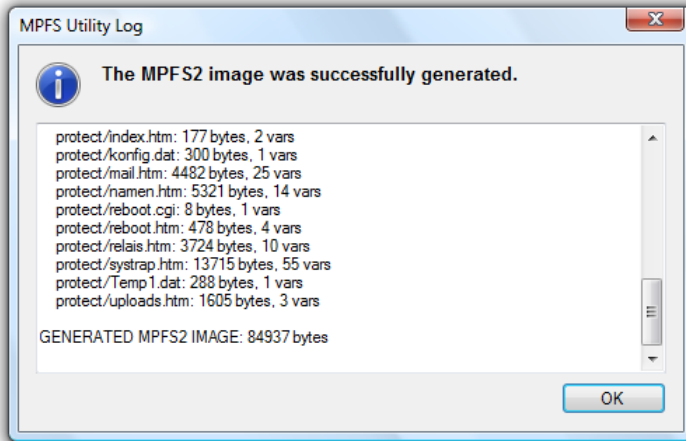 MPFS Utility Log
The MPFS2 image was successfully generated.
protect/index.htm: 177 bytes, 2 vars
protect/konfig.dat: 300 bytes, 1 vars
protect/mail.htm: 4482 bytes, 25 vars
protect/namen.htm: 5321 bytes, 14 vars
protect/reboot.cgi: 8 bytes, 1 vars
protect/reboot.htm: 478 bytes, 4 vars
protect/relais.htm: 3724 bytes, 10 vars
protect/systrap.htm: 13715 bytes, 55 vars
protect/Temp1.dat: 288 bytes, 1 vars
protect/uploads.htm: 1605 bytes, 3 vars
GENERATED MPFS2 IMAGE: 84937 bytes
OK